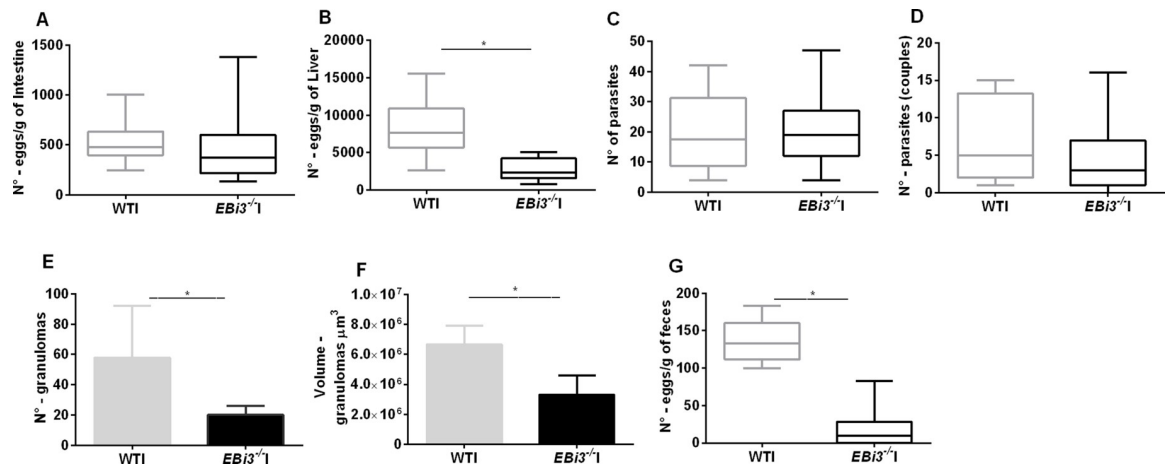 A
N° - eggs/g of Intestine
1500
1000
500
0
WTI
EBi3-/-I
B
N° - eggs/g of Liver
20000
15000
10000
5000
0
*
WTI
EBi3-/-I
C
N° of parasites
50
40
30
20
10
0
WTI
EBi3-/-I
D
N° - parasites (couples)
20
15
10
5
0
WTI
EBi3-/-I
E
N° - granulomas
100
80
60
40
20
0
*
WTI
EBi3-/-I
F
Volume -
granulomas μm³
1.0×10⁷
8.0×10⁶
6.0×10⁶
4.0×10⁶
2.0×10⁶
0
*
WTI
EBi3-/-I
G
N° - eggs/g of feces
200
150
100
50
0
*
WTI
EBi3-/-I